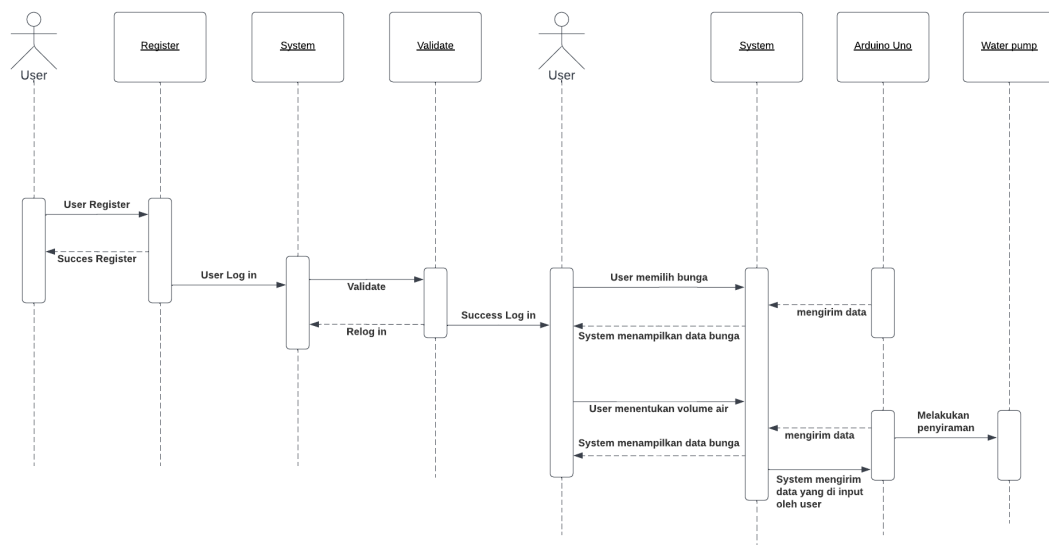 Register
System
Validate
System
Arduino Uno
Water pump
User
User
User Register
Succes Register
User Log in
Validate
Relog in
Success Log in
User memilih bunga
mengirim data
System menampilkan data bunga
User menentukan volume air
mengirim data
Melakukan
penyiraman
System menampilkan data bunga
System mengirim
data yang di input
oleh user